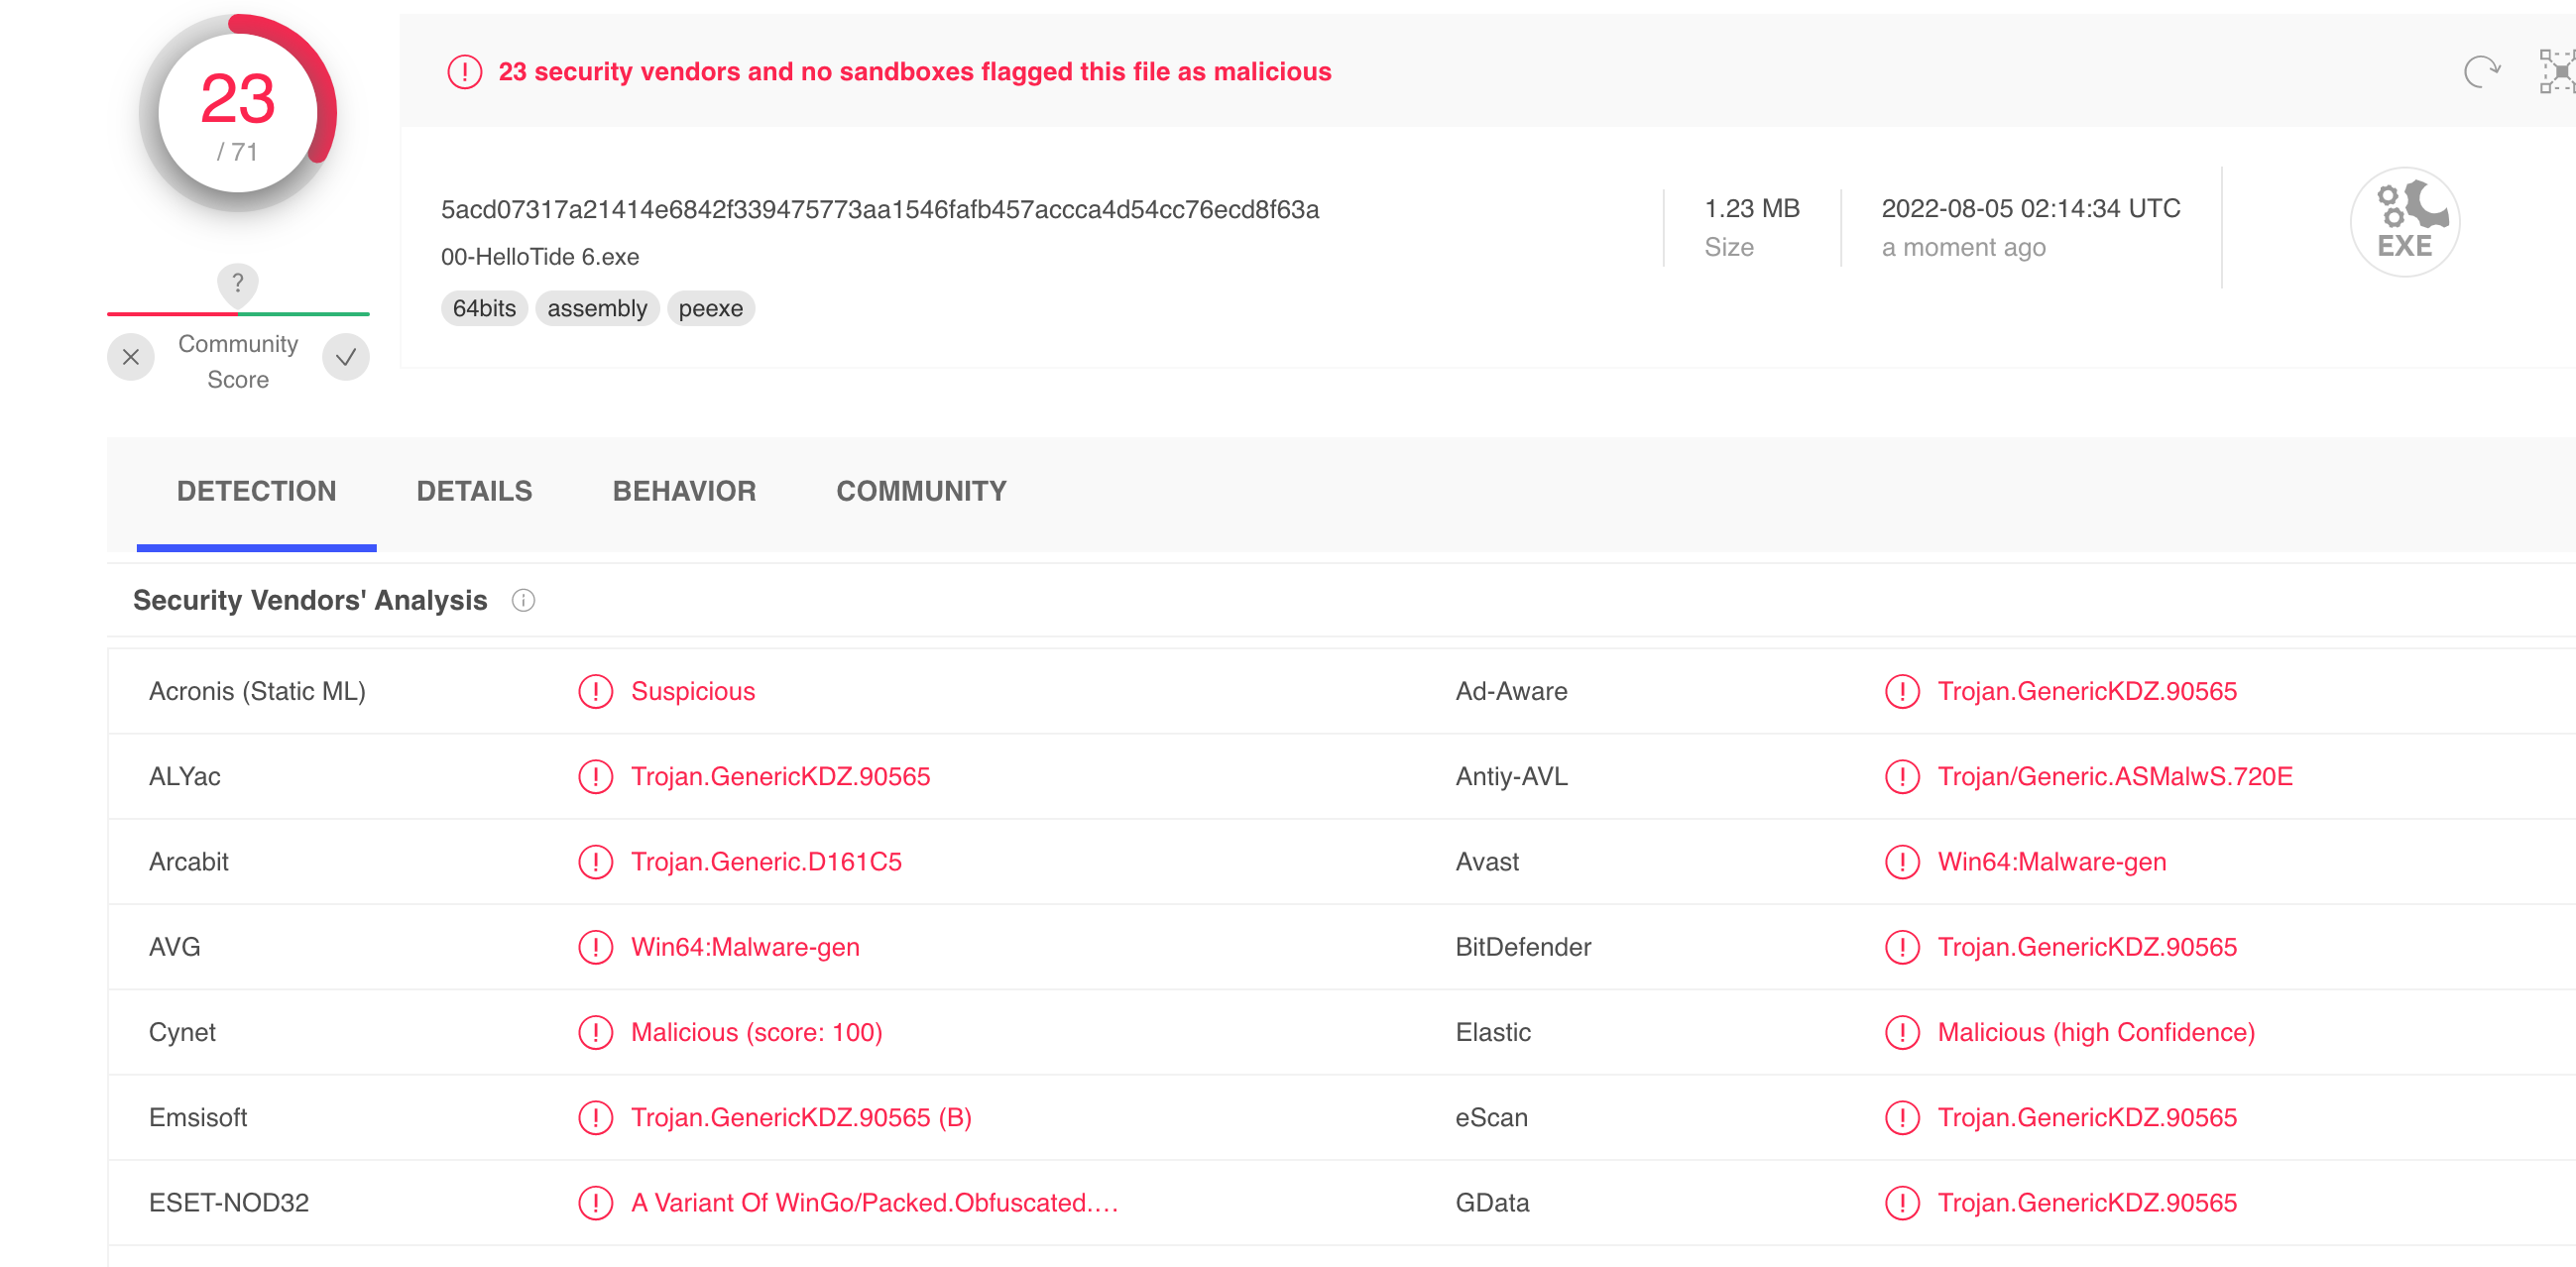 23
/ 71
?
Community
Score
23 security vendors and no sandboxes flagged this file as malicious
5acd07317a21414e6842f339475773aa1546fafb457accca4d54cc76ecd8f63a
00-HelloTide 6.exe
64bits assembly peexe
1.23 MB
Size
2022-08-05 02:14:34 UTC
a moment ago
EXE
DETECTION DETAILS BEHAVIOR COMMUNITY
Security Vendors' Analysis
Acronis (Static ML) Suspicious Ad-Aware Trojan.GenericKDZ.90565
ALYac Trojan.GenericKDZ.90565 Antiy-AVL Trojan/Generic.ASMalwS.720E
Arcabit Trojan.Generic.D161C5 Avast Win64:Malware-gen
AVG Win64:Malware-gen BitDefender Trojan.GenericKDZ.90565
Cynet Malicious (score: 100) Elastic Malicious (high Confidence)
Emsisoft Trojan.GenericKDZ.90565 (B) eScan Trojan.GenericKDZ.90565
ESET-NOD32 A Variant Of WinGo/Packed.Obfuscated.… GData Trojan.GenericKDZ.90565